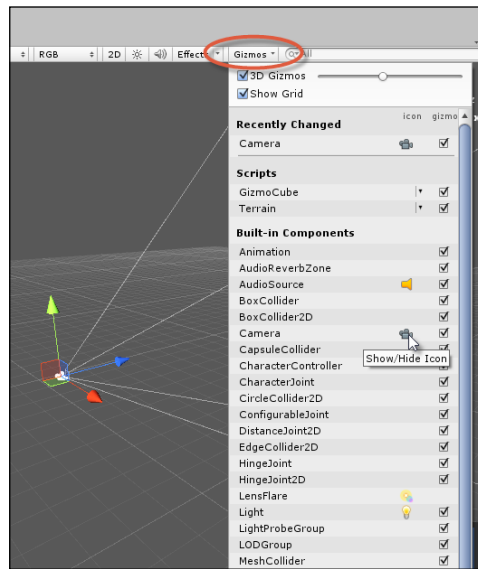 RGB 2D Effects Gizmos All
3D Gizmos
Show Grid
icon gizmo
Recently Changed
Camera
Scripts
GizmoCube
Terrain
Built-in Components
Animation
AudioReverbZone
AudioSource
BoxCollider
BoxCollider2D
Camera
CapsuleCollider
Show/Hide Icon
CharacterController
CharacterJoint
CircleCollider2D
ConfigurableJoint
DistanceJoint2D
EdgeCollider2D
HingeJoint
HingeJoint2D
LensFlare
Light
LightProbeGroup
LODGroup
MeshCollider